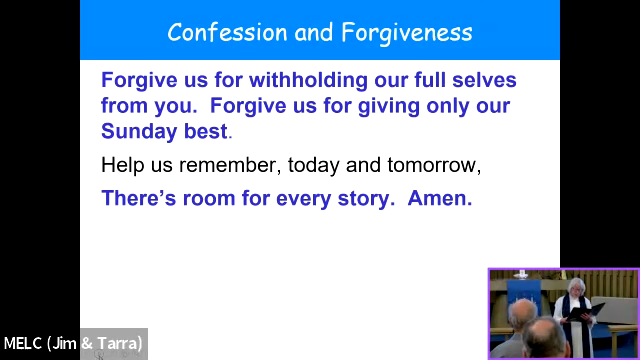 Confession and Forgiveness
Forgive us for withholding our full selves
from you. Forgive us for giving only our
Sunday best.
Help us remember, today and tomorrow,
There's room for every story. Amen.
MELC (Jim & Tarra)